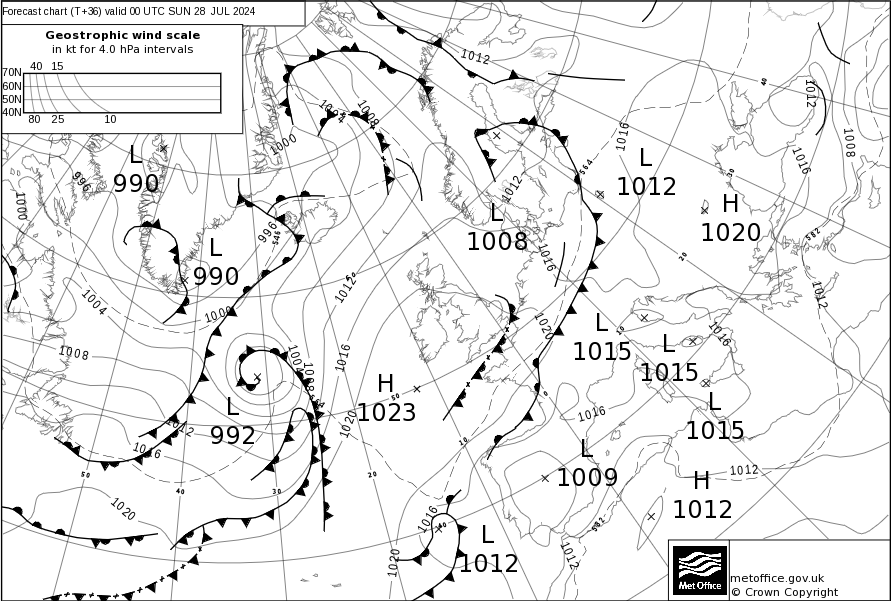 Forecast chart (T+36) valid 00 UTC SUN 28 JUL 2024
Geostrophic wind scale
in kt for 4.0 hPa intervals
40 15
70N
60N
50N
40N
80 25 10
1012
1004
1008
1000
1012
1008
1016
1016
L
990
996
1000
L
1012
564
H
1020
582
1012
L
1008
1016
996
546
L
990
1012
1004
1000
1008
1016
1020
L
1015
L
1015
1016
1004
1008
564
H
1023
L
1015
1016
L
992
1012
1016
1020
1020
1016
L
1009
1012
H
1012
582
1012
L
1012
1020
50
40
30
20
10
0
10
20
30
40
50
40
Met Office
metoffice.gov.uk
© Crown Copyright